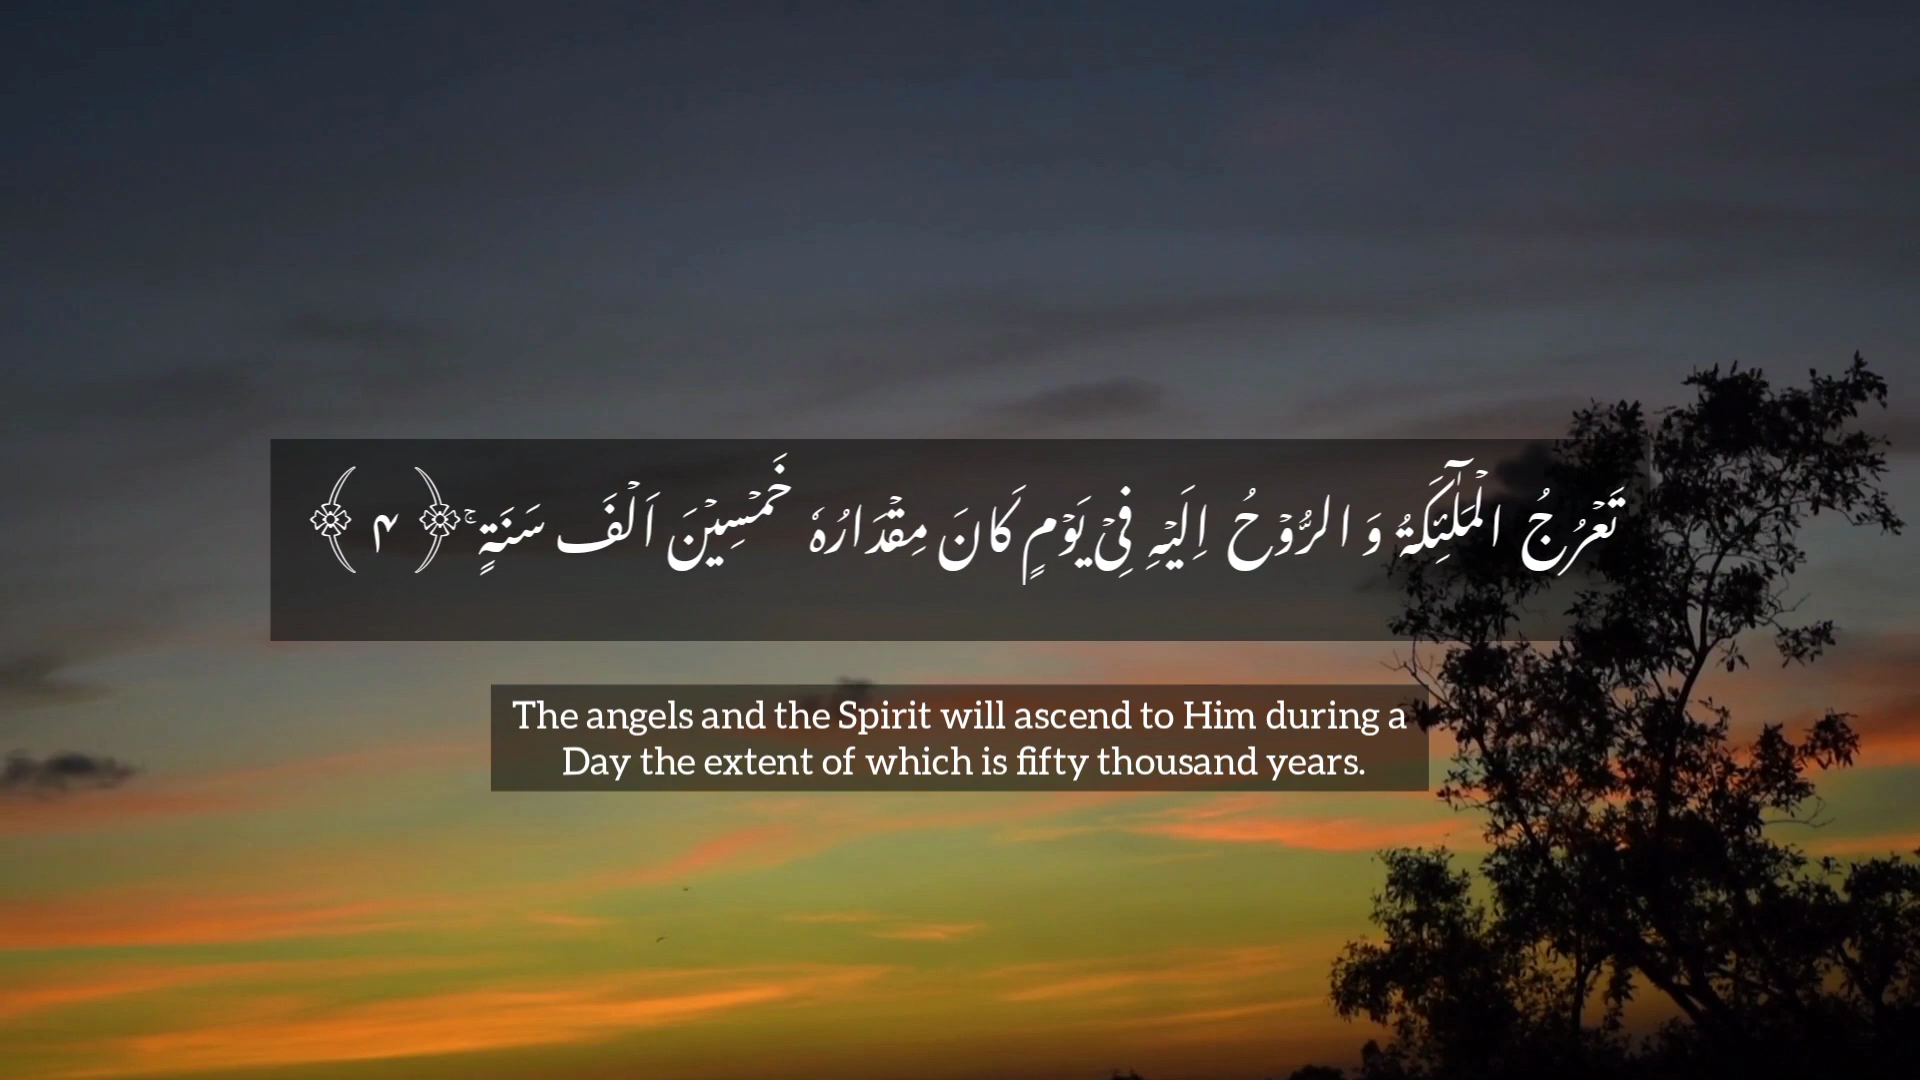 تَعۡرُجُ الۡمَلٰٓئِكَةُ وَ الرُّوۡحُ اِلَیۡهِ فِیۡ یَوۡمٍ كَانَ مِقۡدَارُهٗ خَمۡسِیۡنَ اَلۡفَ سَنَةٍ ۚ﴿۴﴾
The angels and the Spirit will ascend to Him during a
Day the extent of which is fifty thousand years.